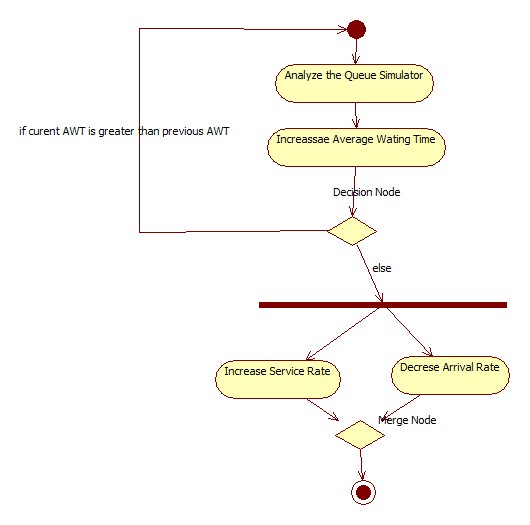 Analyze the Queue Simulator
if curent AWT is greater than previous AWT
Increassae Average Wating Time
Decision Node
else
Increase Service Rate
Decrese Arrival Rate
Merge Node